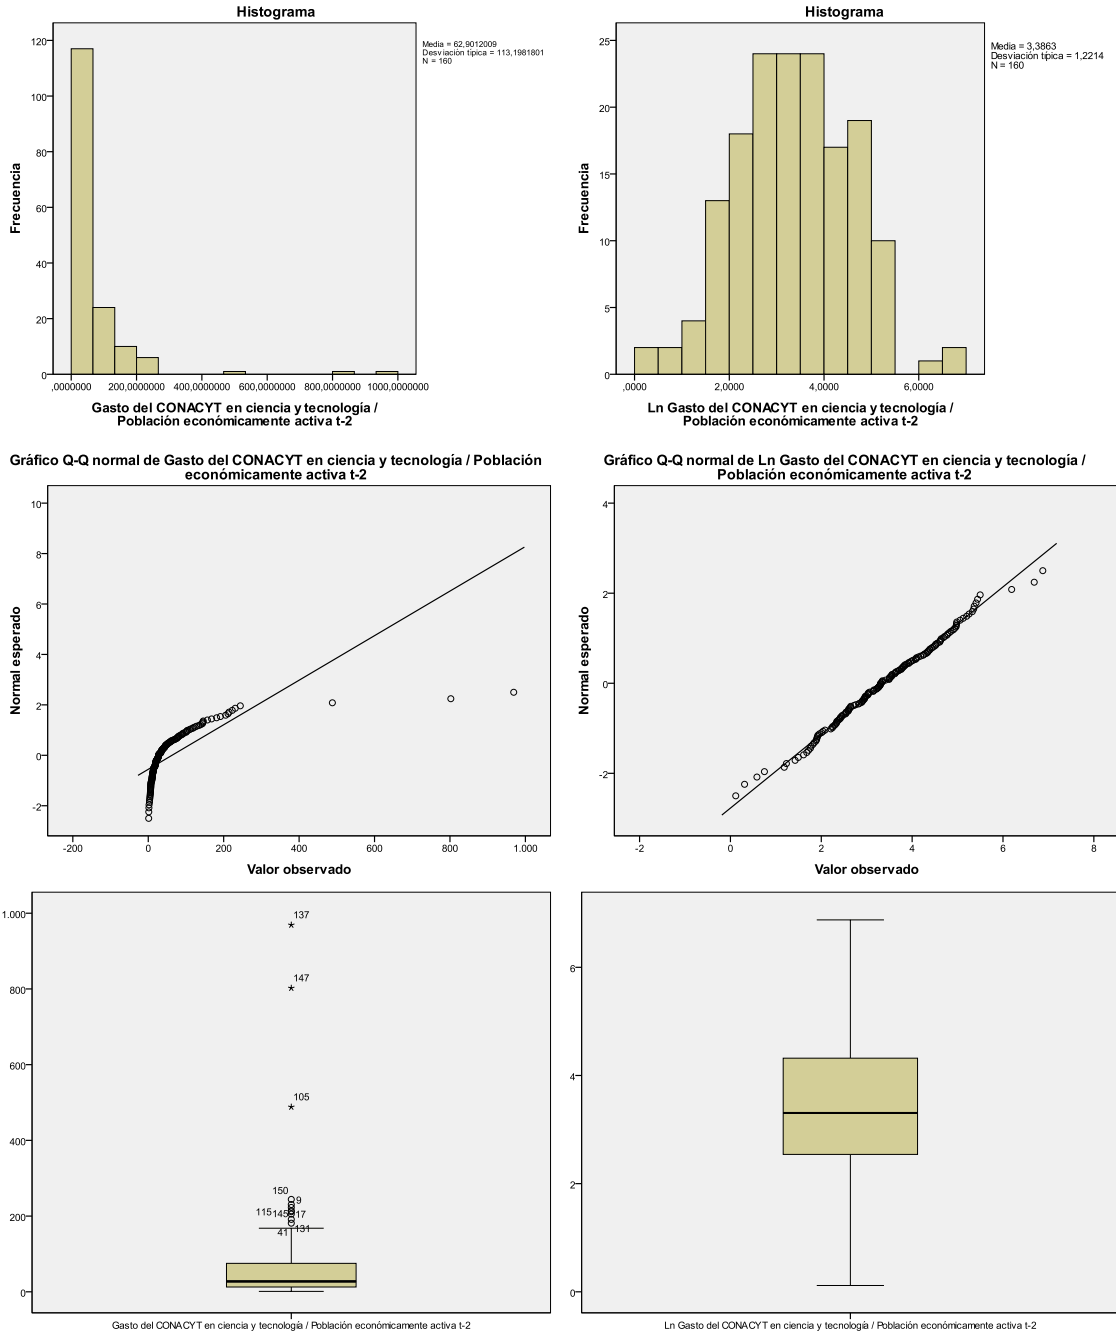 Histograma
120
100
80
60
40
20
0
Frecuencia
,0000000
200,0000000
400,0000000
600,0000000
800,0000000
1000,0000000
Gasto del CONACYT en ciencia y tecnología /
Población económicamente activa t-2
Media = 62,9012009
Desviación típica = 113,1981801
N = 160
Histograma
25
20
15
10
5
0
Frecuencia
,0000
2,0000
4,0000
6,0000
Ln Gasto del CONACYT en ciencia y tecnología /
Población económicamente activa t-2
Media = 3,3863
Desviación típica = 1,2214
N = 160
Gráfico Q-Q normal de Gasto del CONACYT en ciencia y tecnología / Población
económicamente activa t-2
10
8
6
4
2
0
-2
Normal esperado
-200
0
200
400
600
800
1.000
Valor observado
Gráfico Q-Q normal de Ln Gasto del CONACYT en ciencia y tecnología /
Población económicamente activa t-2
4
2
0
-2
Normal esperado
-2
0
2
4
6
8
Valor observado
1.000
800
600
400
200
0
137
147
105
150
9
115
145
17
131
41
Gasto del CONACYT en ciencia y tecnología / Población económicamente activa t-2
6
4
2
0
Ln Gasto del CONACYT en ciencia y tecnología / Población económicamente activa t-2